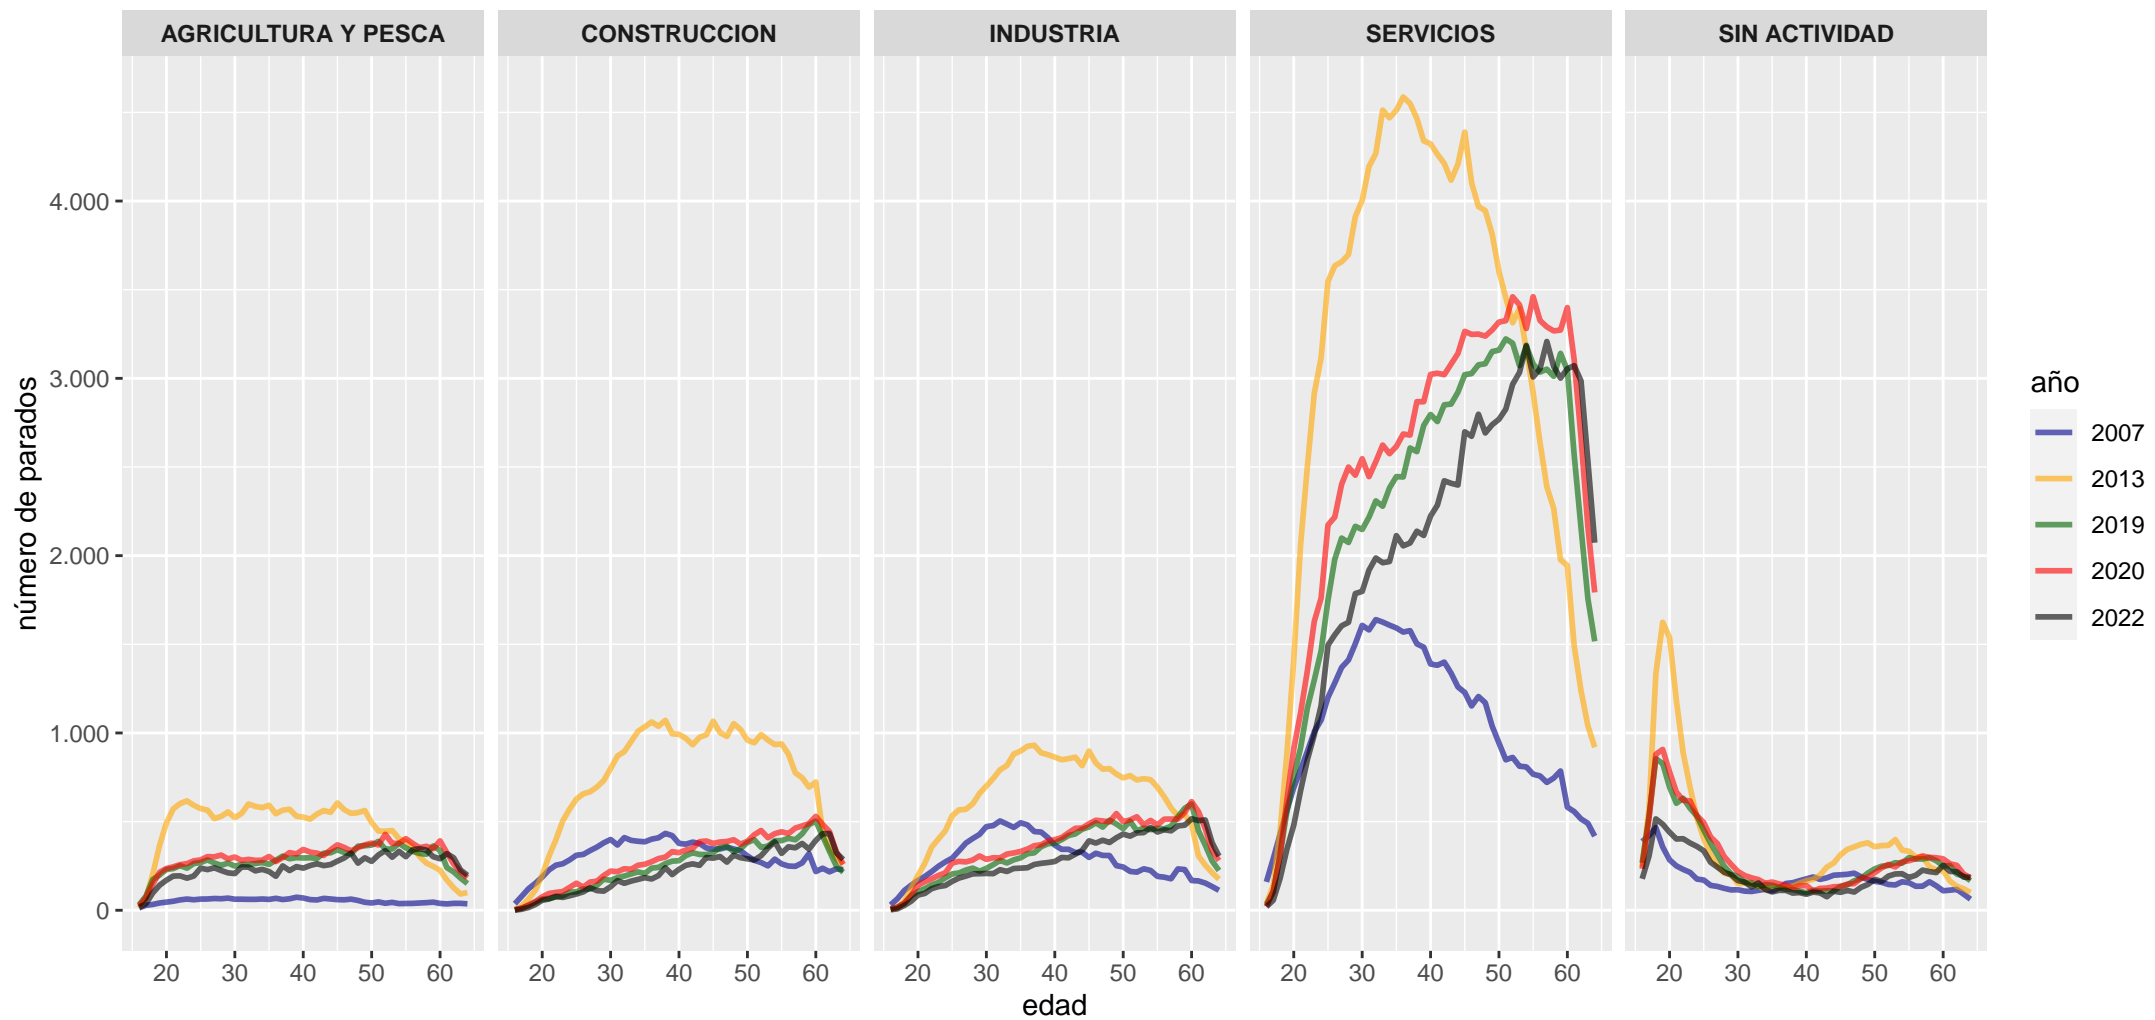 AGRICULTURA Y PESCA CONSTRUCCION INDUSTRIA SERVICIOS SIN ACTIVIDAD
número de parados
4.000
3.000
2.000
1.000
0
20 30 40 50 60 20 30 40 50 60 20 30 40 50 60 20 30 40 50 60 20 30 40 50 60
edad
año
2007
2013
2019
2020
2022